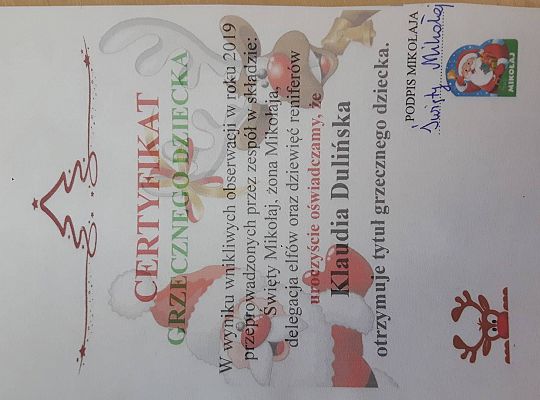 CERTYFIKAT
GRZECZNEGO DZIECKA
W wyniku wnikliwych obserwacji w roku 2019
przeprowadzonych przez zespół w składzie:
Święty Mikołaj, żona Mikołaja,
delegacja elfów oraz dziewięć reniferów
uroczyście oświadczamy, że
Klaudia Dulińska
otrzymuje tytuł grzecznego dziecka.
PODPIS MIKOŁAJA
Święty Mikołaj
MIKOŁAJ